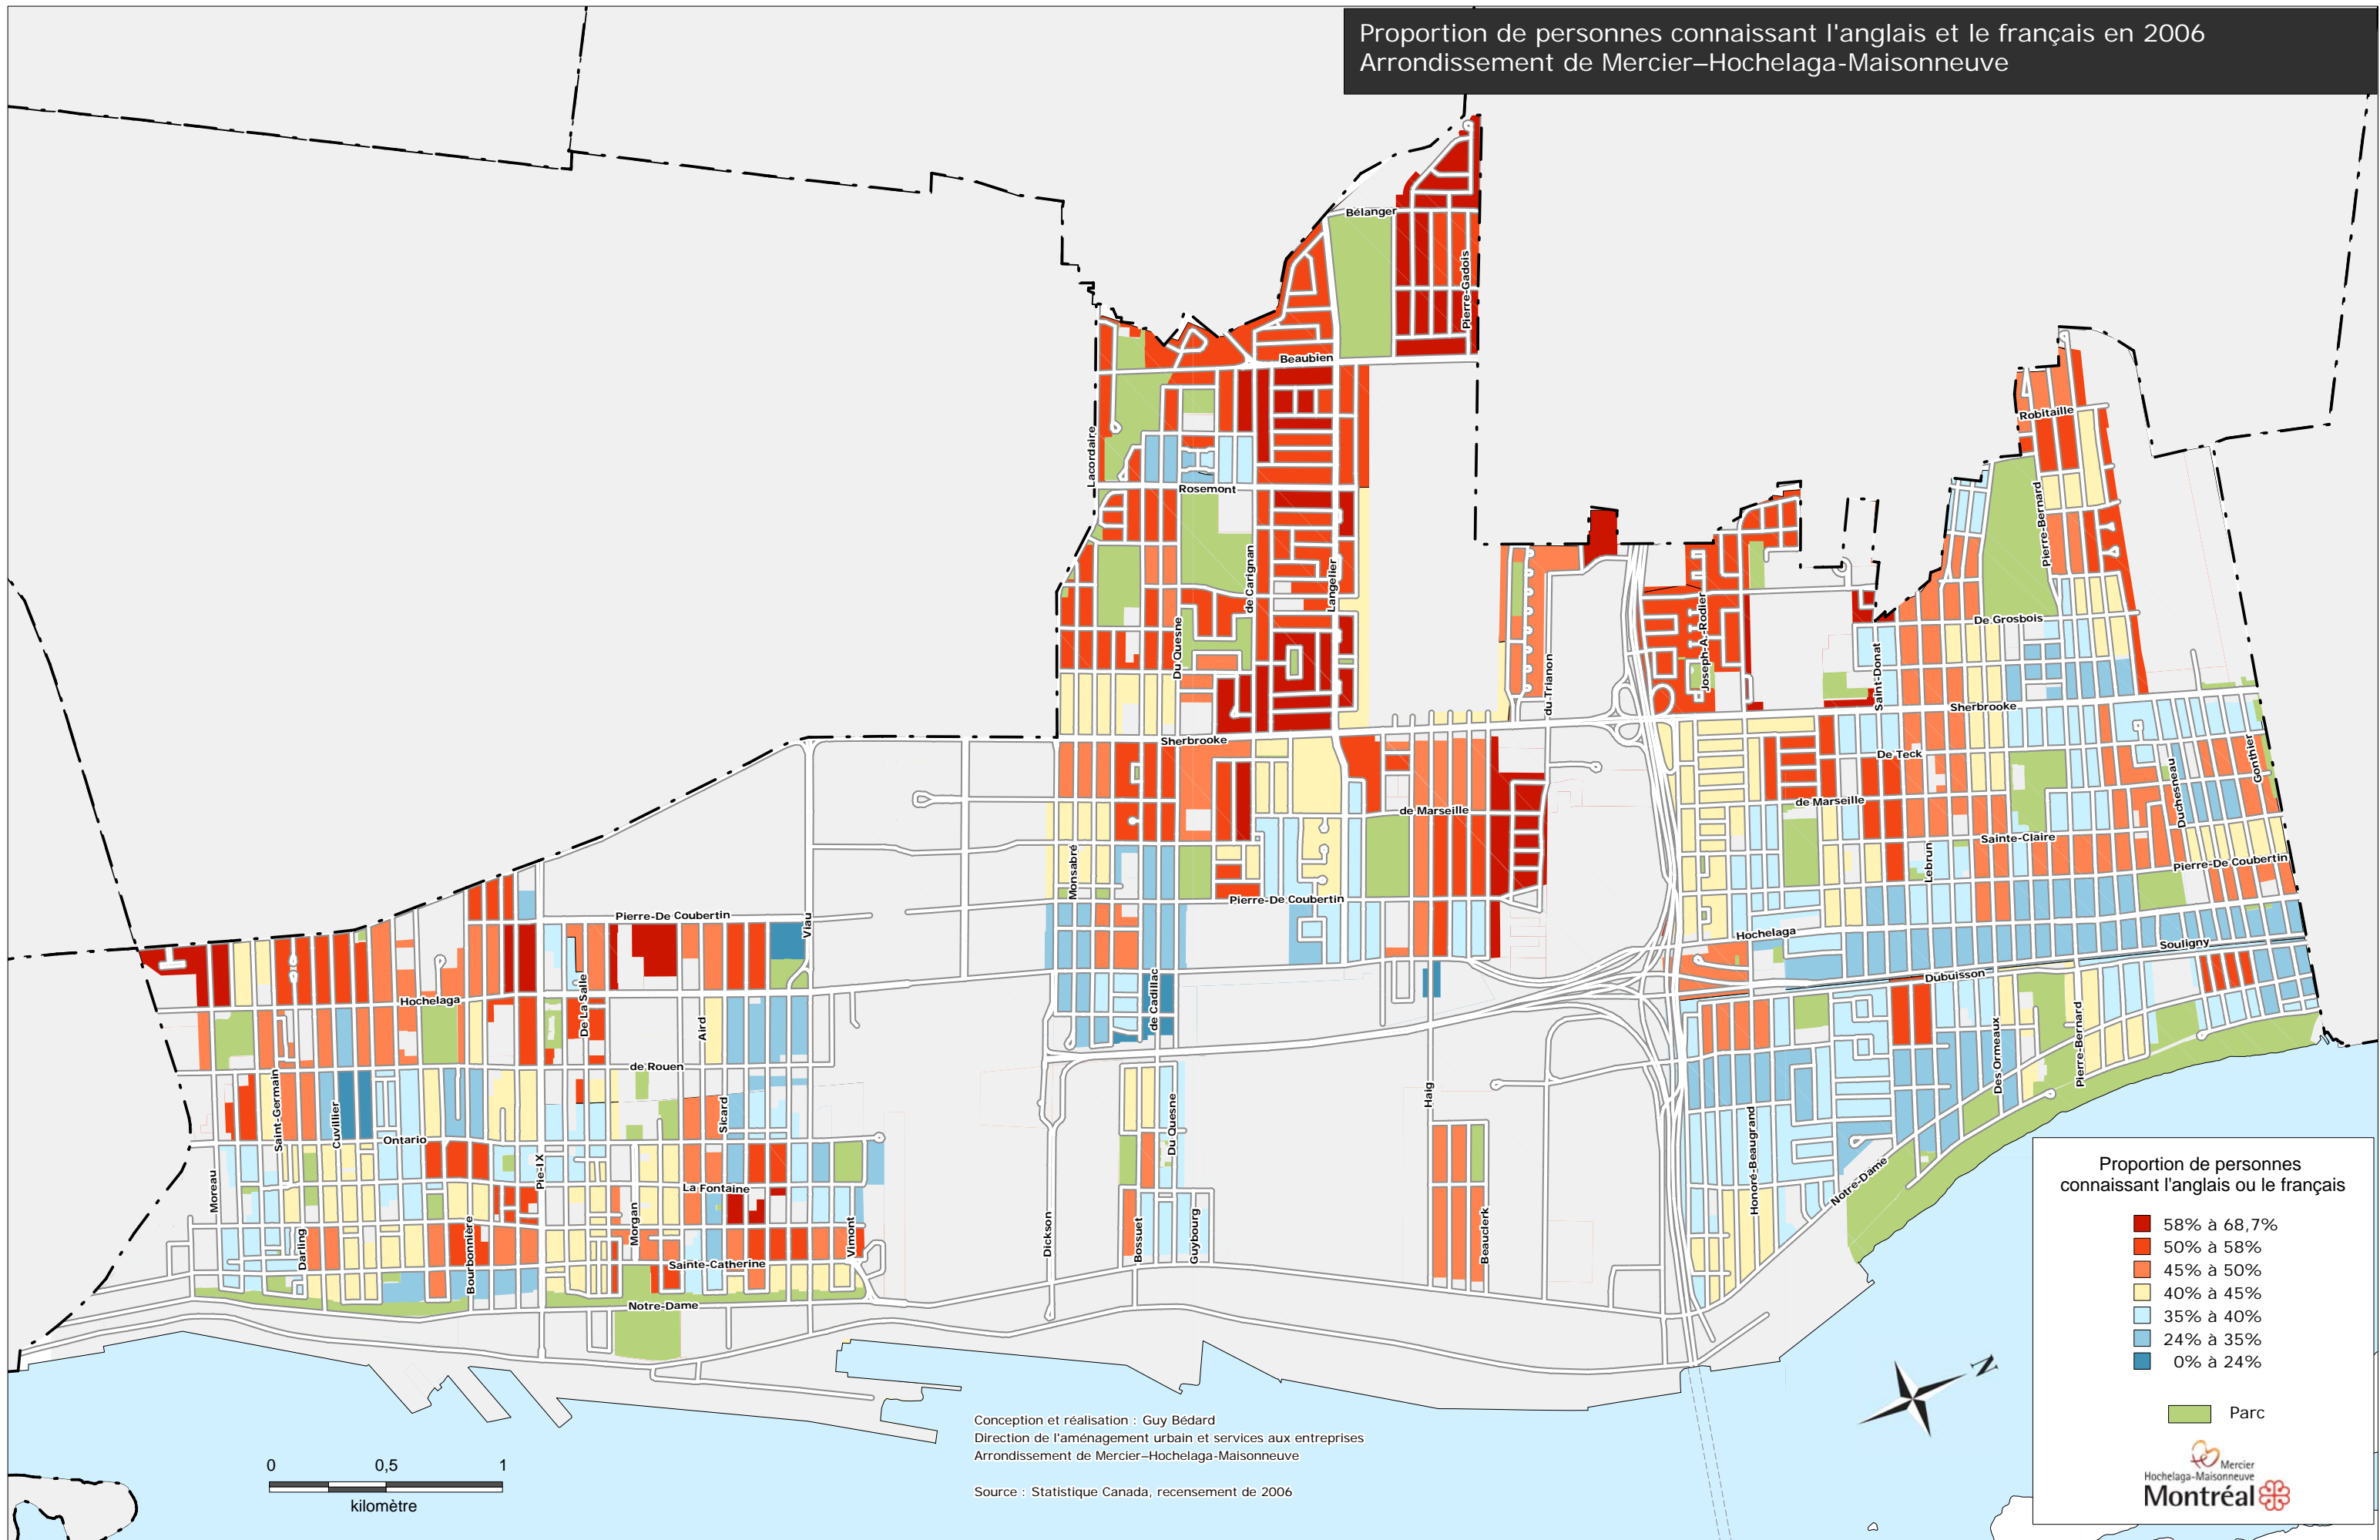 Proportion de personnes connaissant l'anglais et le français en 2006
Arrondissement de Mercier–Hochelaga-Maisonneuve
Bélanger
Pierre-Gadois
Beaubien
Lacordaire
Rosemont
Robitaille
Pierre-Bernard
de Carignan
Langelier
Du Quesne
du Trianon
Joseph-A.-Rodier
Saint-Donat
De Grosbois
Sherbrooke
Sherbrooke
De Teck
Gonthier
Duchesneau
de Marseille
de Marseille
Sainte-Claire
Monsabré
Lebrun
Pierre-De Coubertin
Pierre-De Coubertin
Pierre-De Coubertin
Viau
Hochelaga
Souligny
Dubuisson
Hochelaga
De La Salle
Aird
de Cadillac
de Rouen
Des Ormeaux
Pierre-Bernard
Saint-Germain
Cuvillier
Ontario
Sicard
Du Quesne
Haig
Honoré-Beaugrand
Notre-Dame
Moreau
Pie-IX
La Fontaine
Darling
Bourbonnière
Morgan
Vimont
Dickson
Bossuet
Guybourg
Beauclerk
Sainte-Catherine
Notre-Dame
Proportion de personnes
connaissant l'anglais ou le français
58% à 68,7%
50% à 58%
45% à 50%
40% à 45%
35% à 40%
24% à 35%
0% à 24%
Parc
N
Mercier
Hochelaga-Maisonneuve
Montréal
Conception et réalisation : Guy Bédard
Direction de l'aménagement urbain et services aux entreprises
Arrondissement de Mercier–Hochelaga-Maisonneuve
Source : Statistique Canada, recensement de 2006
0 0,5 1
kilomètre